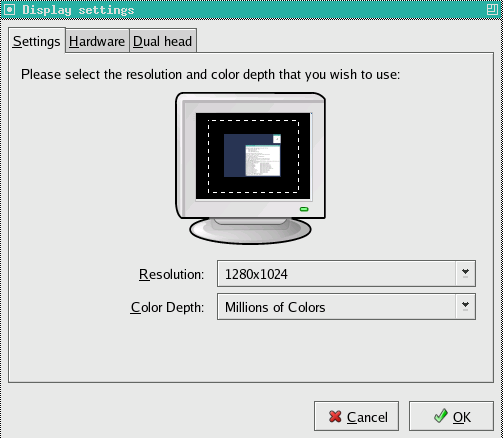 Display settings
Settings Hardware Dual head
Please select the resolution and color depth that you wish to use:
Resolution: 1280x1024
Color Depth: Millions of Colors
Cancel OK